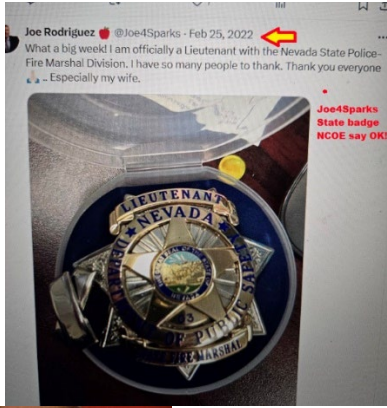 Joe Rodriguez 🍎 @Joe4Sparks · Feb 25, 2022
What a big week! I am officially a Lieutenant with the Nevada State Police-
Fire Marshal Division. I have so many people to thank. Thank you everyone
🙏🏻 .. Especially my wife.
Joe4Sparks
State badge
NCOE say OK!
LIEUTENANT
NEVADA
DEPARTMENT OF PUBLIC SAFETY
FIRE MARSHAL